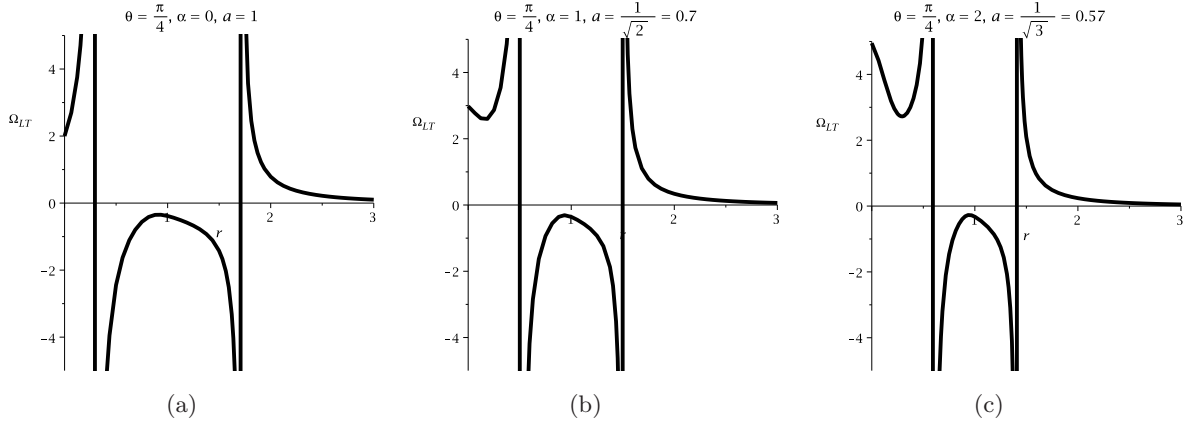 θ = π/4, α = 0, a = 1
4
2
Ω_LT
0
1
2
3
r
−2
−4
(a)
θ = π/4, α = 1, a = 1/√2 = 0.7
4
2
Ω_LT
0
1
2
3
r
−2
−4
(b)
θ = π/4, α = 2, a = 1/√3 = 0.57
4
2
Ω_LT
0
1
2
3
r
−2
−4
(c)